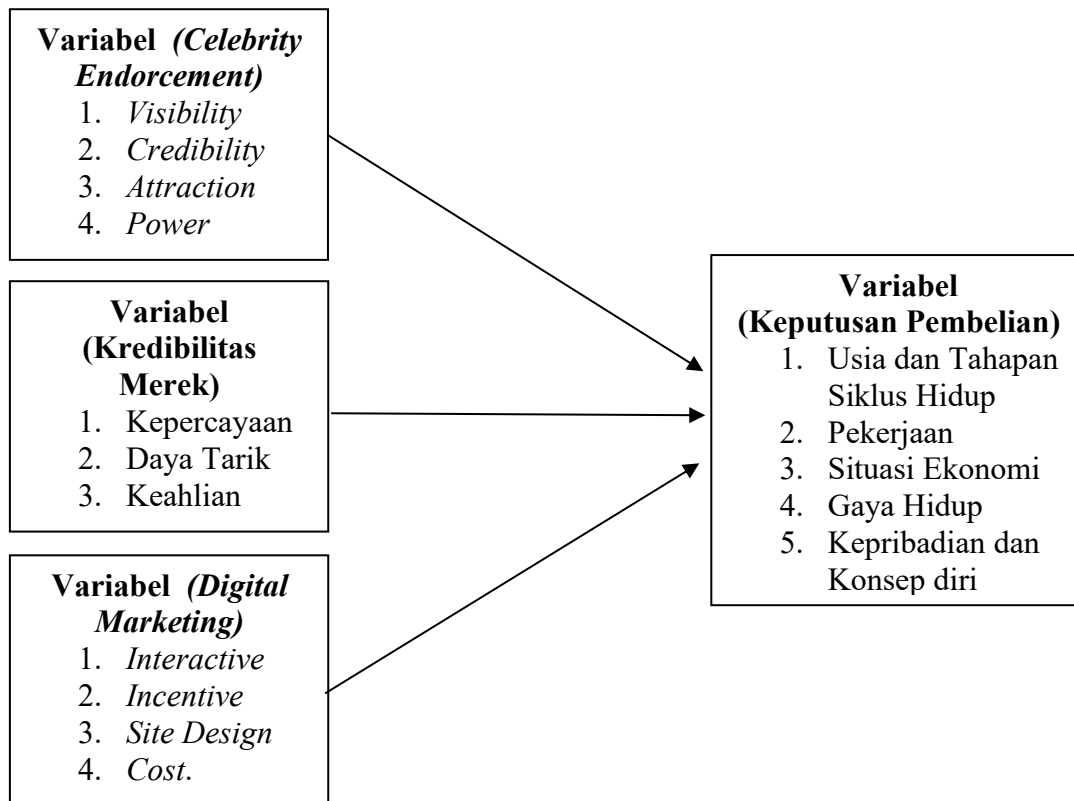 Variabel (Celebrity
Endorcement)
1. Visibility
2. Credibility
3. Attraction
4. Power
Variabel
(Kredibilitas
Merek)
1. Kepercayaan
2. Daya Tarik
3. Keahlian
Variabel (Digital
Marketing)
1. Interactive
2. Incentive
3. Site Design
4. Cost.
Variabel
(Keputusan Pembelian)
1. Usia dan Tahapan
Siklus Hidup
2. Pekerjaan
3. Situasi Ekonomi
4. Gaya Hidup
5. Kepribadian dan
Konsep diri